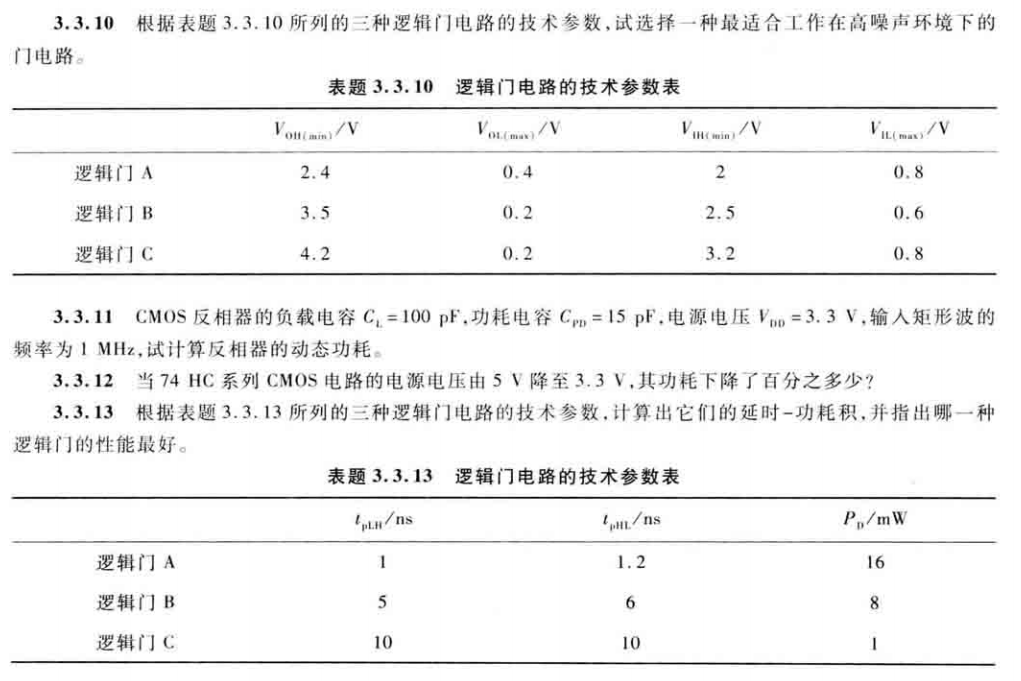 3.3.10 根据表题 3.3.10 所列的三种逻辑门电路的技术参数,试选择一种最适合工作在高噪声环境下的
门电路。
表题 3.3.10 逻辑门电路的技术参数表
V_OH(min)/V V_OL(max)/V V_IH(min)/V V_IL(max)/V
逻辑门 A 2.4 0.4 2 0.8
逻辑门 B 3.5 0.2 2.5 0.6
逻辑门 C 4.2 0.2 3.2 0.8
3.3.11 CMOS 反相器的负载电容 C_L = 100 pF,功耗电容 C_PD = 15 pF,电源电压 V_DD = 3.3 V,输入矩形波的
频率为 1 MHz,试计算反相器的动态功耗。
3.3.12 当 74 HC 系列 CMOS 电路的电源电压由 5 V 降至 3.3 V,其功耗下降了百分之多少?
3.3.13 根据表题 3.3.13 所列的三种逻辑门电路的技术参数,计算出它们的延时-功耗积,并指出哪一种
逻辑门的性能最好。
表题 3.3.13 逻辑门电路的技术参数表
t_pLH/ns t_pHL/ns P_D/mW
逻辑门 A 1 1.2 16
逻辑门 B 5 6 8
逻辑门 C 10 10 1